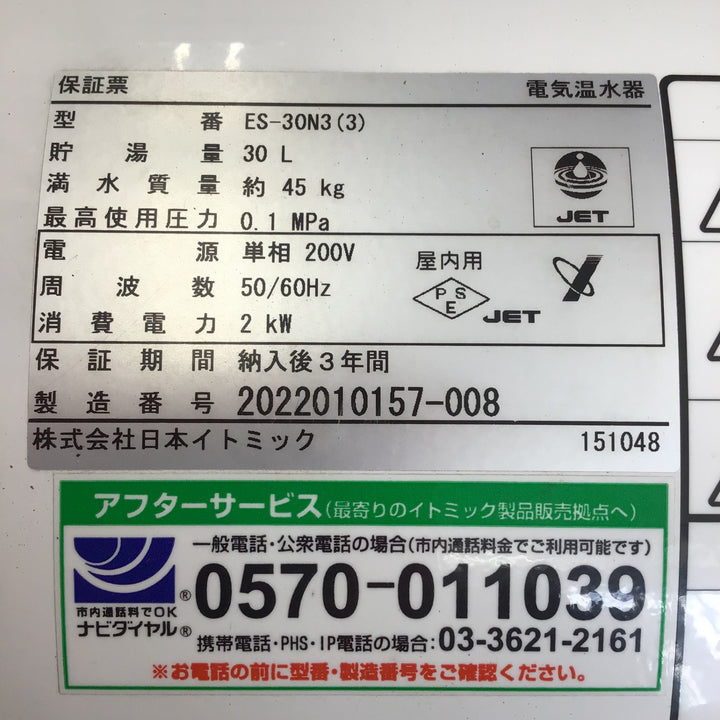 保証票 電気温水器
型番 ES-30N3(3)
貯湯量 30 L
満水質量 約 45 kg
最高使用圧力 0.1 MPa
JET
電源 単相 200V
周波数 50/60Hz
消費電力 2 kW
屋内用
PSE JET
保証期間 納入後3年間
製造番号 2022010157-008
株式会社日本イトミック 151048
アフターサービス(最寄りのイトミック製品販売拠点へ)
一般電話・公衆電話の場合(市内通話料金でご利用可能です)
0570-011039
市内通話料でOK
ナビダイヤル®
携帯電話・PHS・IP電話の場合:03-3621-2161
※お電話の前に型番・製造番号をご確認ください。